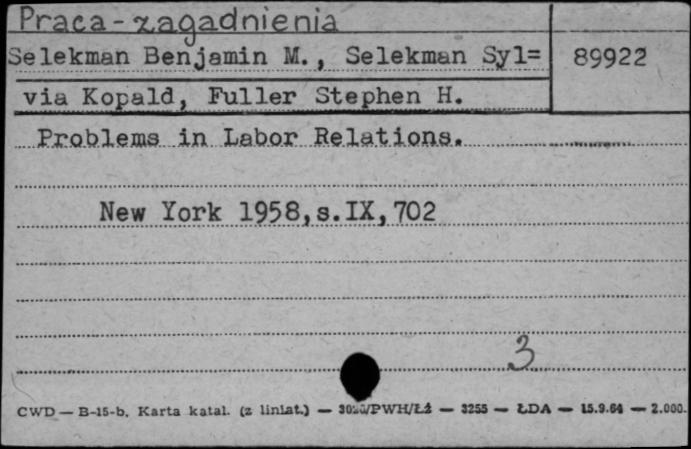 Praca-zagadnienia
Selekman Benjamin M., Selekman Syl= 89922
via Kopald, Fuller Stephen H.
Problems in Labor Relations.
New York 1958,s.IX,702
3
CWD — B-15-b. Karta katal. (z liniat.) — /PWH/Łź — 3255 — ŁDA — 15.9.64 — 2.000.